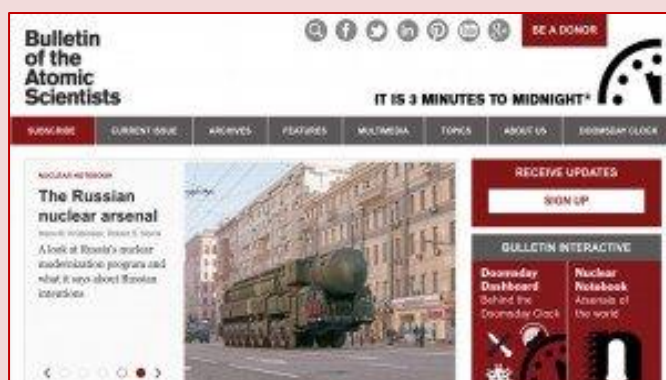 Bulletin
of the
Atomic
Scientists
BE A DONOR
IT IS 3 MINUTES TO MIDNIGHT*
SUBSCRIBE CURRENT ISSUE ARCHIVES FEATURES MULTIMEDIA TOPICS ABOUT US DOOMSDAY CLOCK
NUCLEAR NOTEBOOK
The Russian
nuclear arsenal
A look at Russia's nuclear
modernization program and
what it says about Russian
intentions
RECEIVE UPDATES
SIGN UP
BULLETIN INTERACTIVE
Doomsday
Dashboard
Behind the
Doomsday Clock
Nuclear
Notebook
Arsenals of
the world